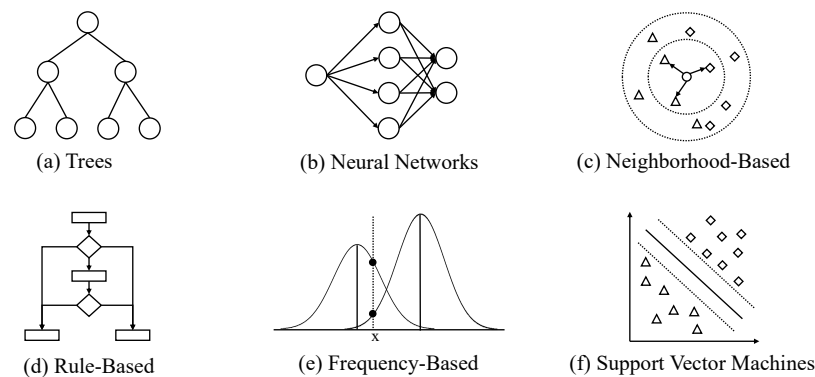 (a) Trees
(b) Neural Networks
(c) Neighborhood-Based
x
(d) Rule-Based
(e) Frequency-Based
(f) Support Vector Machines